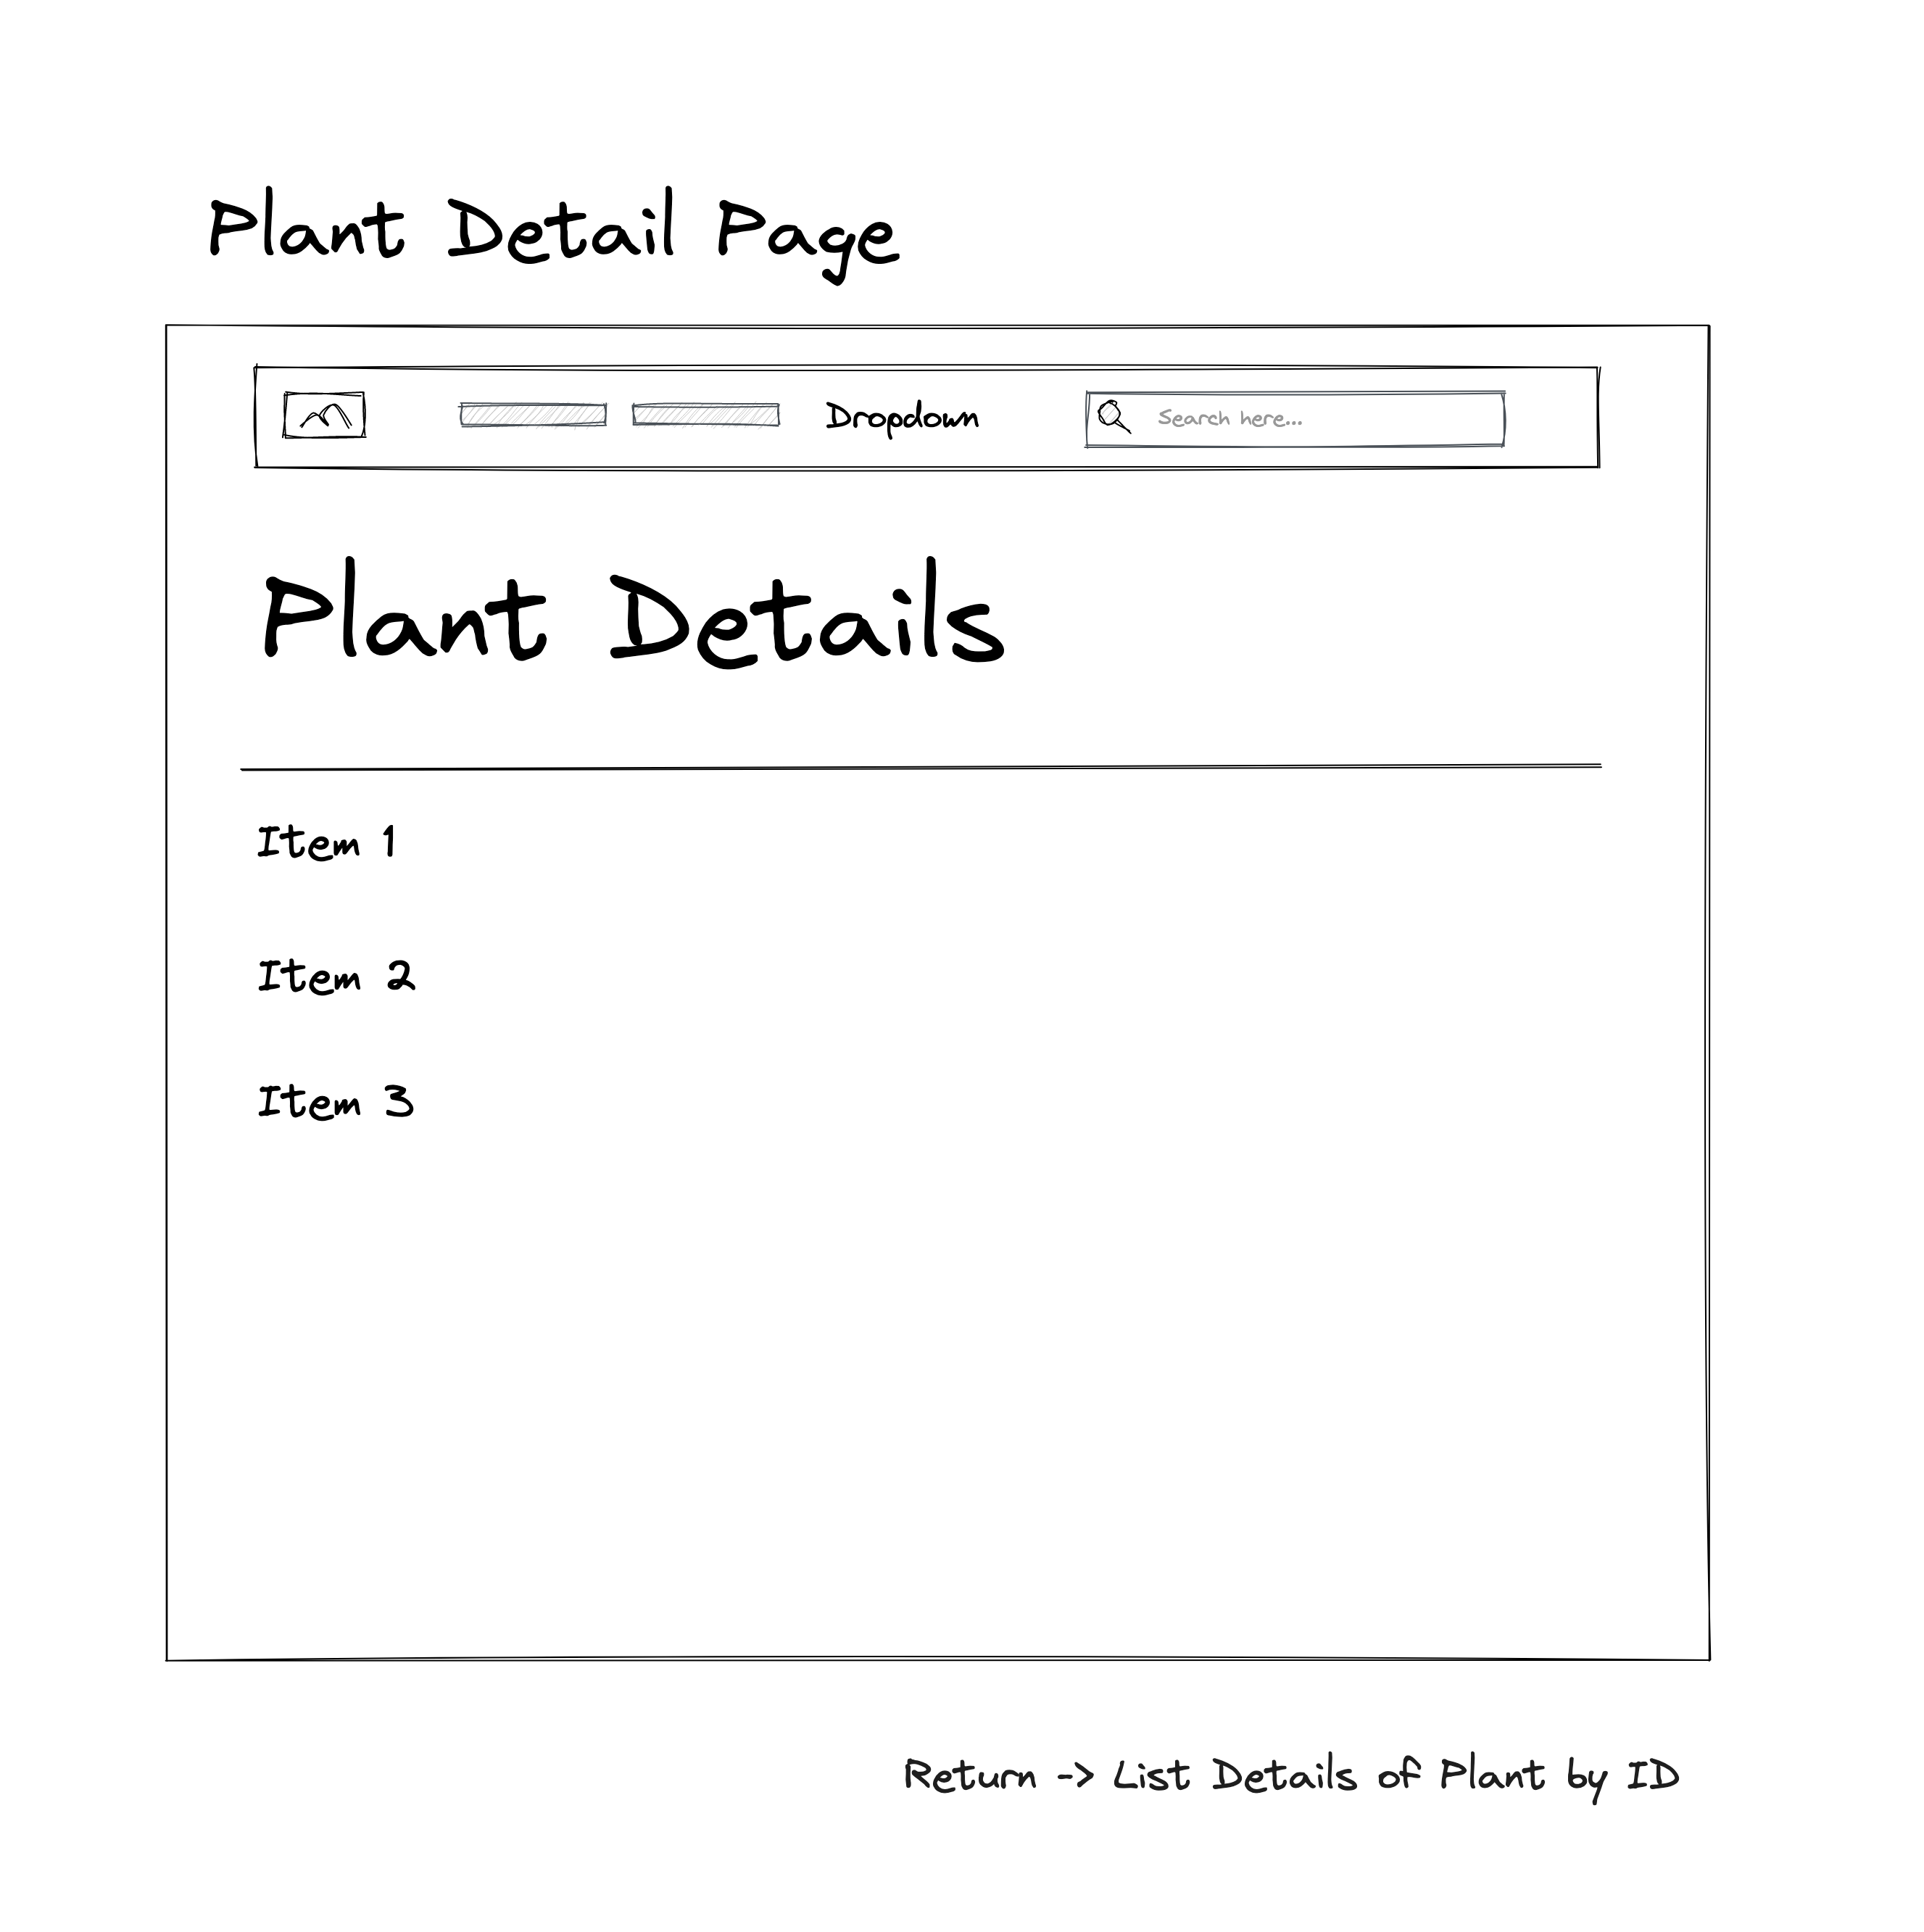 Plant Detail Page
Dropdown
Search here...
Plant Details
Item 1
Item 2
Item 3
Return -> List Details of Plant by ID